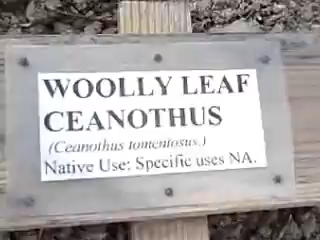 WOOLLY LEAF
CEANOTHUS
(Ceanothus tomentosus.)
Native Use: Specific uses NA.